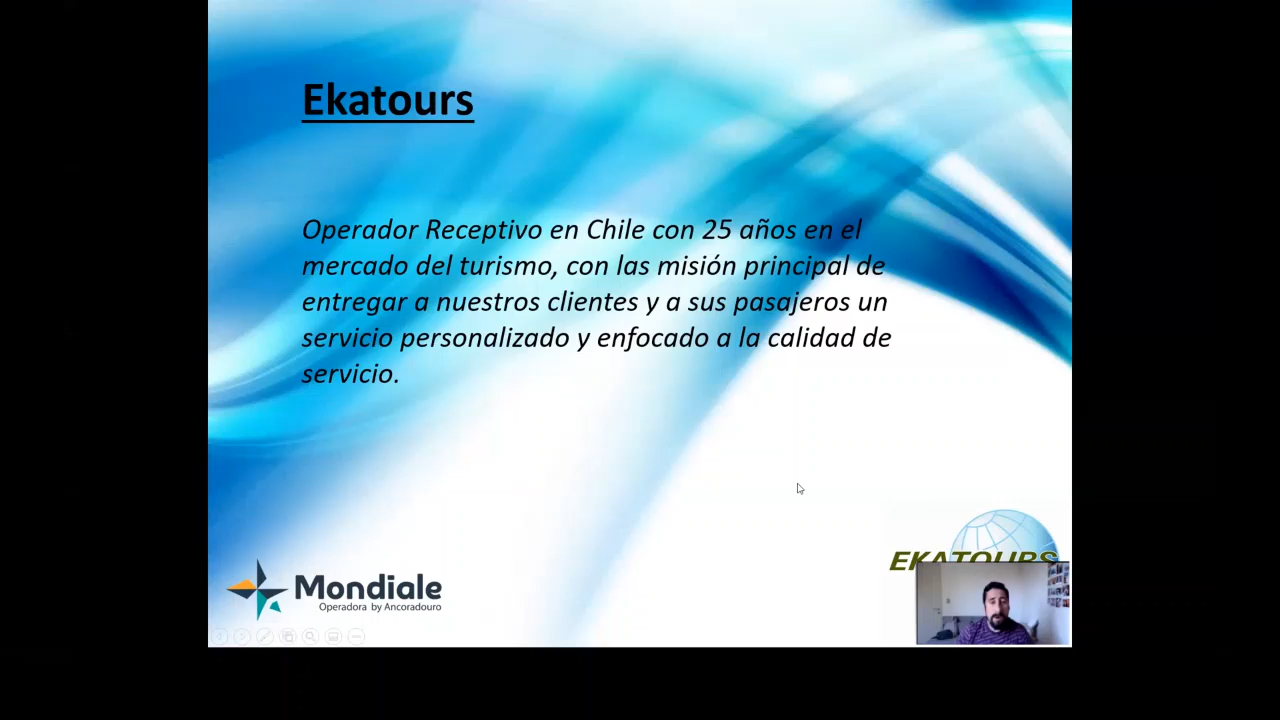 Ekatours
Operador Receptivo en Chile con 25 años en el
mercado del turismo, con las misión principal de
entregar a nuestros clientes y a sus pasajeros un
servicio personalizado y enfocado a la calidad de
servicio.
EKATOURS
Mondiale
Operadora by Ancoradouro